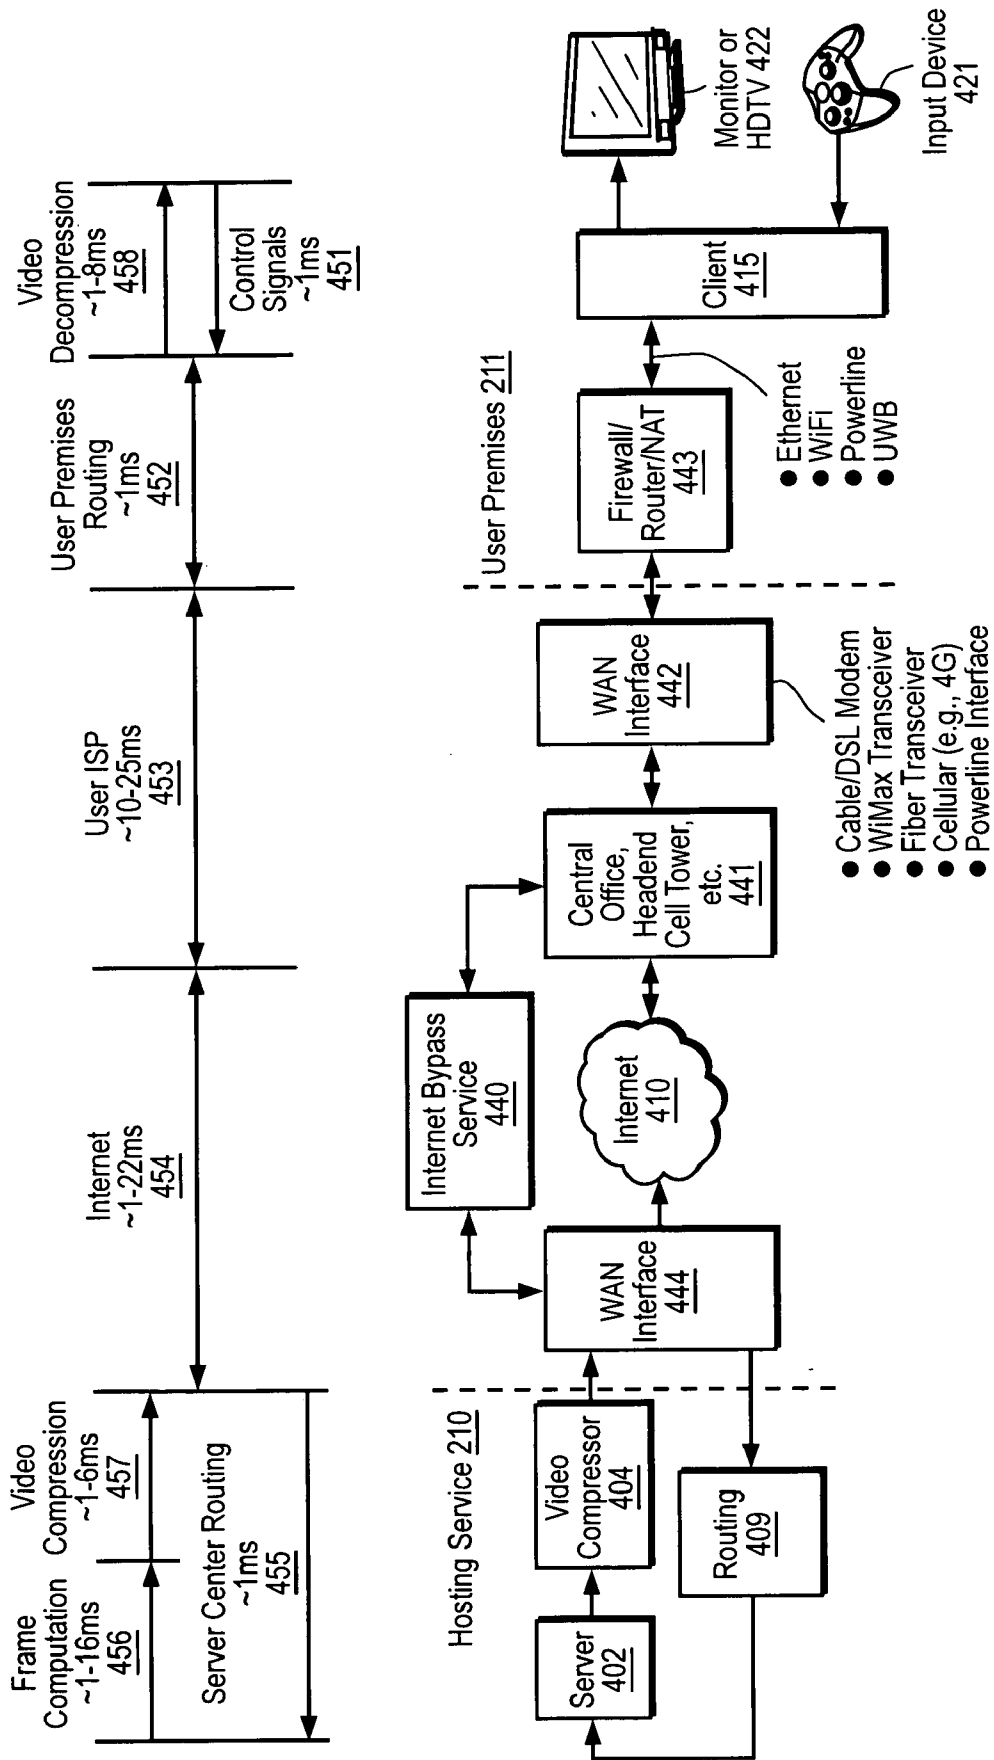 Frame
Computation
~1-16ms
456
Video
Compression
~1-6ms
457
Server Center Routing
~1ms
455
Internet
~1-22ms
454
User ISP
~10-25ms
453
User Premises
Routing
~1ms
452
Video
Decompression
~1-8ms
458
Control
Signals
~1ms
451
Hosting Service 210
Server
402
Video
Compressor
404
Routing
409
WAN
Interface
444
Internet Bypass
Service
440
Internet
410
Central
Office,
Headend
Cell Tower,
etc.
441
WAN
Interface
442
● Cable/DSL Modem
● WiMax Transceiver
● Fiber Transceiver
● Cellular (e.g., 4G)
● Powerline Interface
User Premises 211
Firewall/
Router/NAT
443
● Ethernet
● WiFi
● Powerline
● UWB
Client
415
Monitor or
HDTV 422
Input Device
421